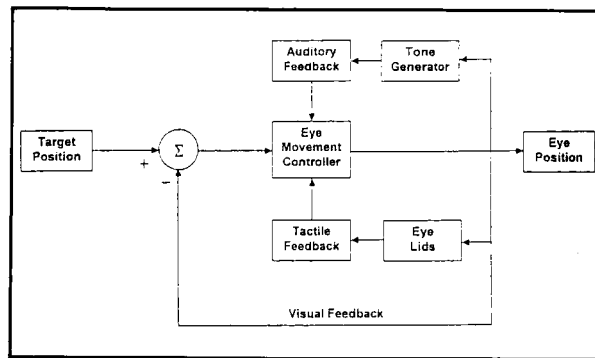 Auditory
Feedback
Tone
Generator
Target
Position
+
Σ
−
Eye
Movement
Controller
Eye
Position
Tactile
Feedback
Eye
Lids
Visual Feedback